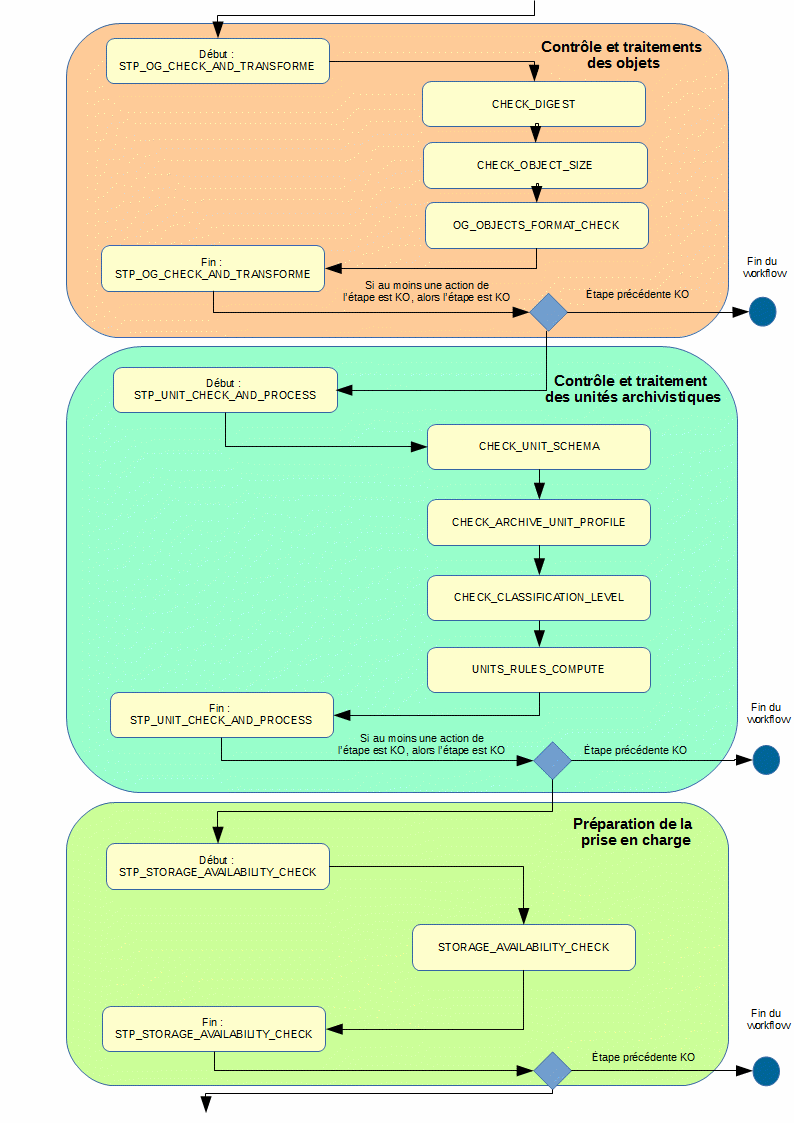 Contrôle et traitements
des objets
Début :
STP_OG_CHECK_AND_TRANSFORME
CHECK_DIGEST
CHECK_OBJECT_SIZE
OG_OBJECTS_FORMAT_CHECK
Fin :
STP_OG_CHECK_AND_TRANSFORME
Si au moins une action de
l'étape est KO, alors l'étape est KO
Étape précédente KO
Fin du
workflow
Contrôle et traitement
des unités archivistiques
Début :
STP_UNIT_CHECK_AND_PROCESS
CHECK_UNIT_SCHEMA
CHECK_ARCHIVE_UNIT_PROFILE
CHECK_CLASSIFICATION_LEVEL
UNITS_RULES_COMPUTE
Fin :
STP_UNIT_CHECK_AND_PROCESS
Si au moins une action de
l'étape est KO, alors l'étape est KO
Étape précédente KO
Fin du
workflow
Préparation de la
prise en charge
Début :
STP_STORAGE_AVAILABILITY_CHECK
STORAGE_AVAILABILITY_CHECK
Fin :
STP_STORAGE_AVAILABILITY_CHECK
Étape précédente KO
Fin du
workflow